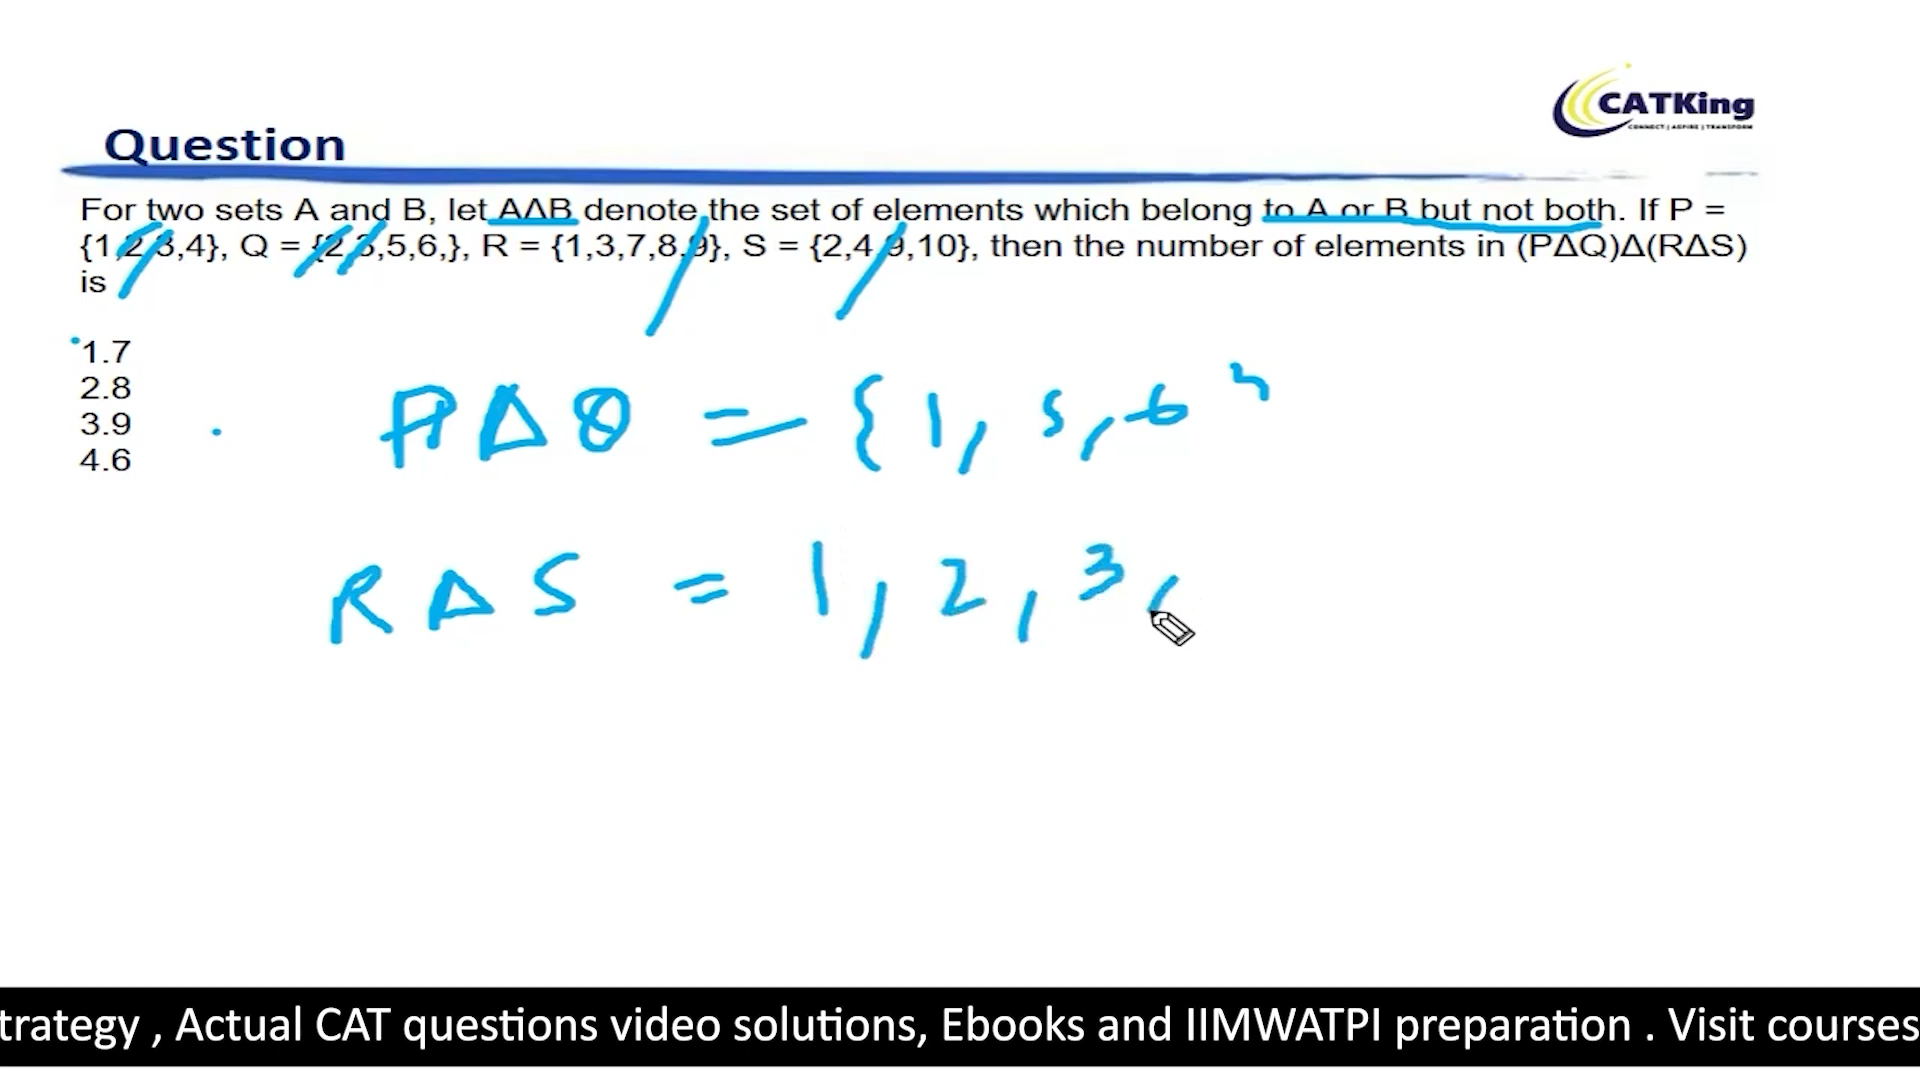 CATKing
CONNECT | ASPIRE | TRANSFORM
Question
For two sets A and B, let AΔB denote the set of elements which belong to A or B but not both. If P =
{1,2,3,4}, Q = {2,3,5,6,}, R = {1,3,7,8,9}, S = {2,4,9,10}, then the number of elements in (PΔQ)Δ(RΔS)
is
1.7
2.8
3.9
4.6
PΔQ = {1, 5, 6
RΔS = 1, 2, 3,
trategy , Actual CAT questions video solutions, Ebooks and IIMWATPI preparation . Visit courses